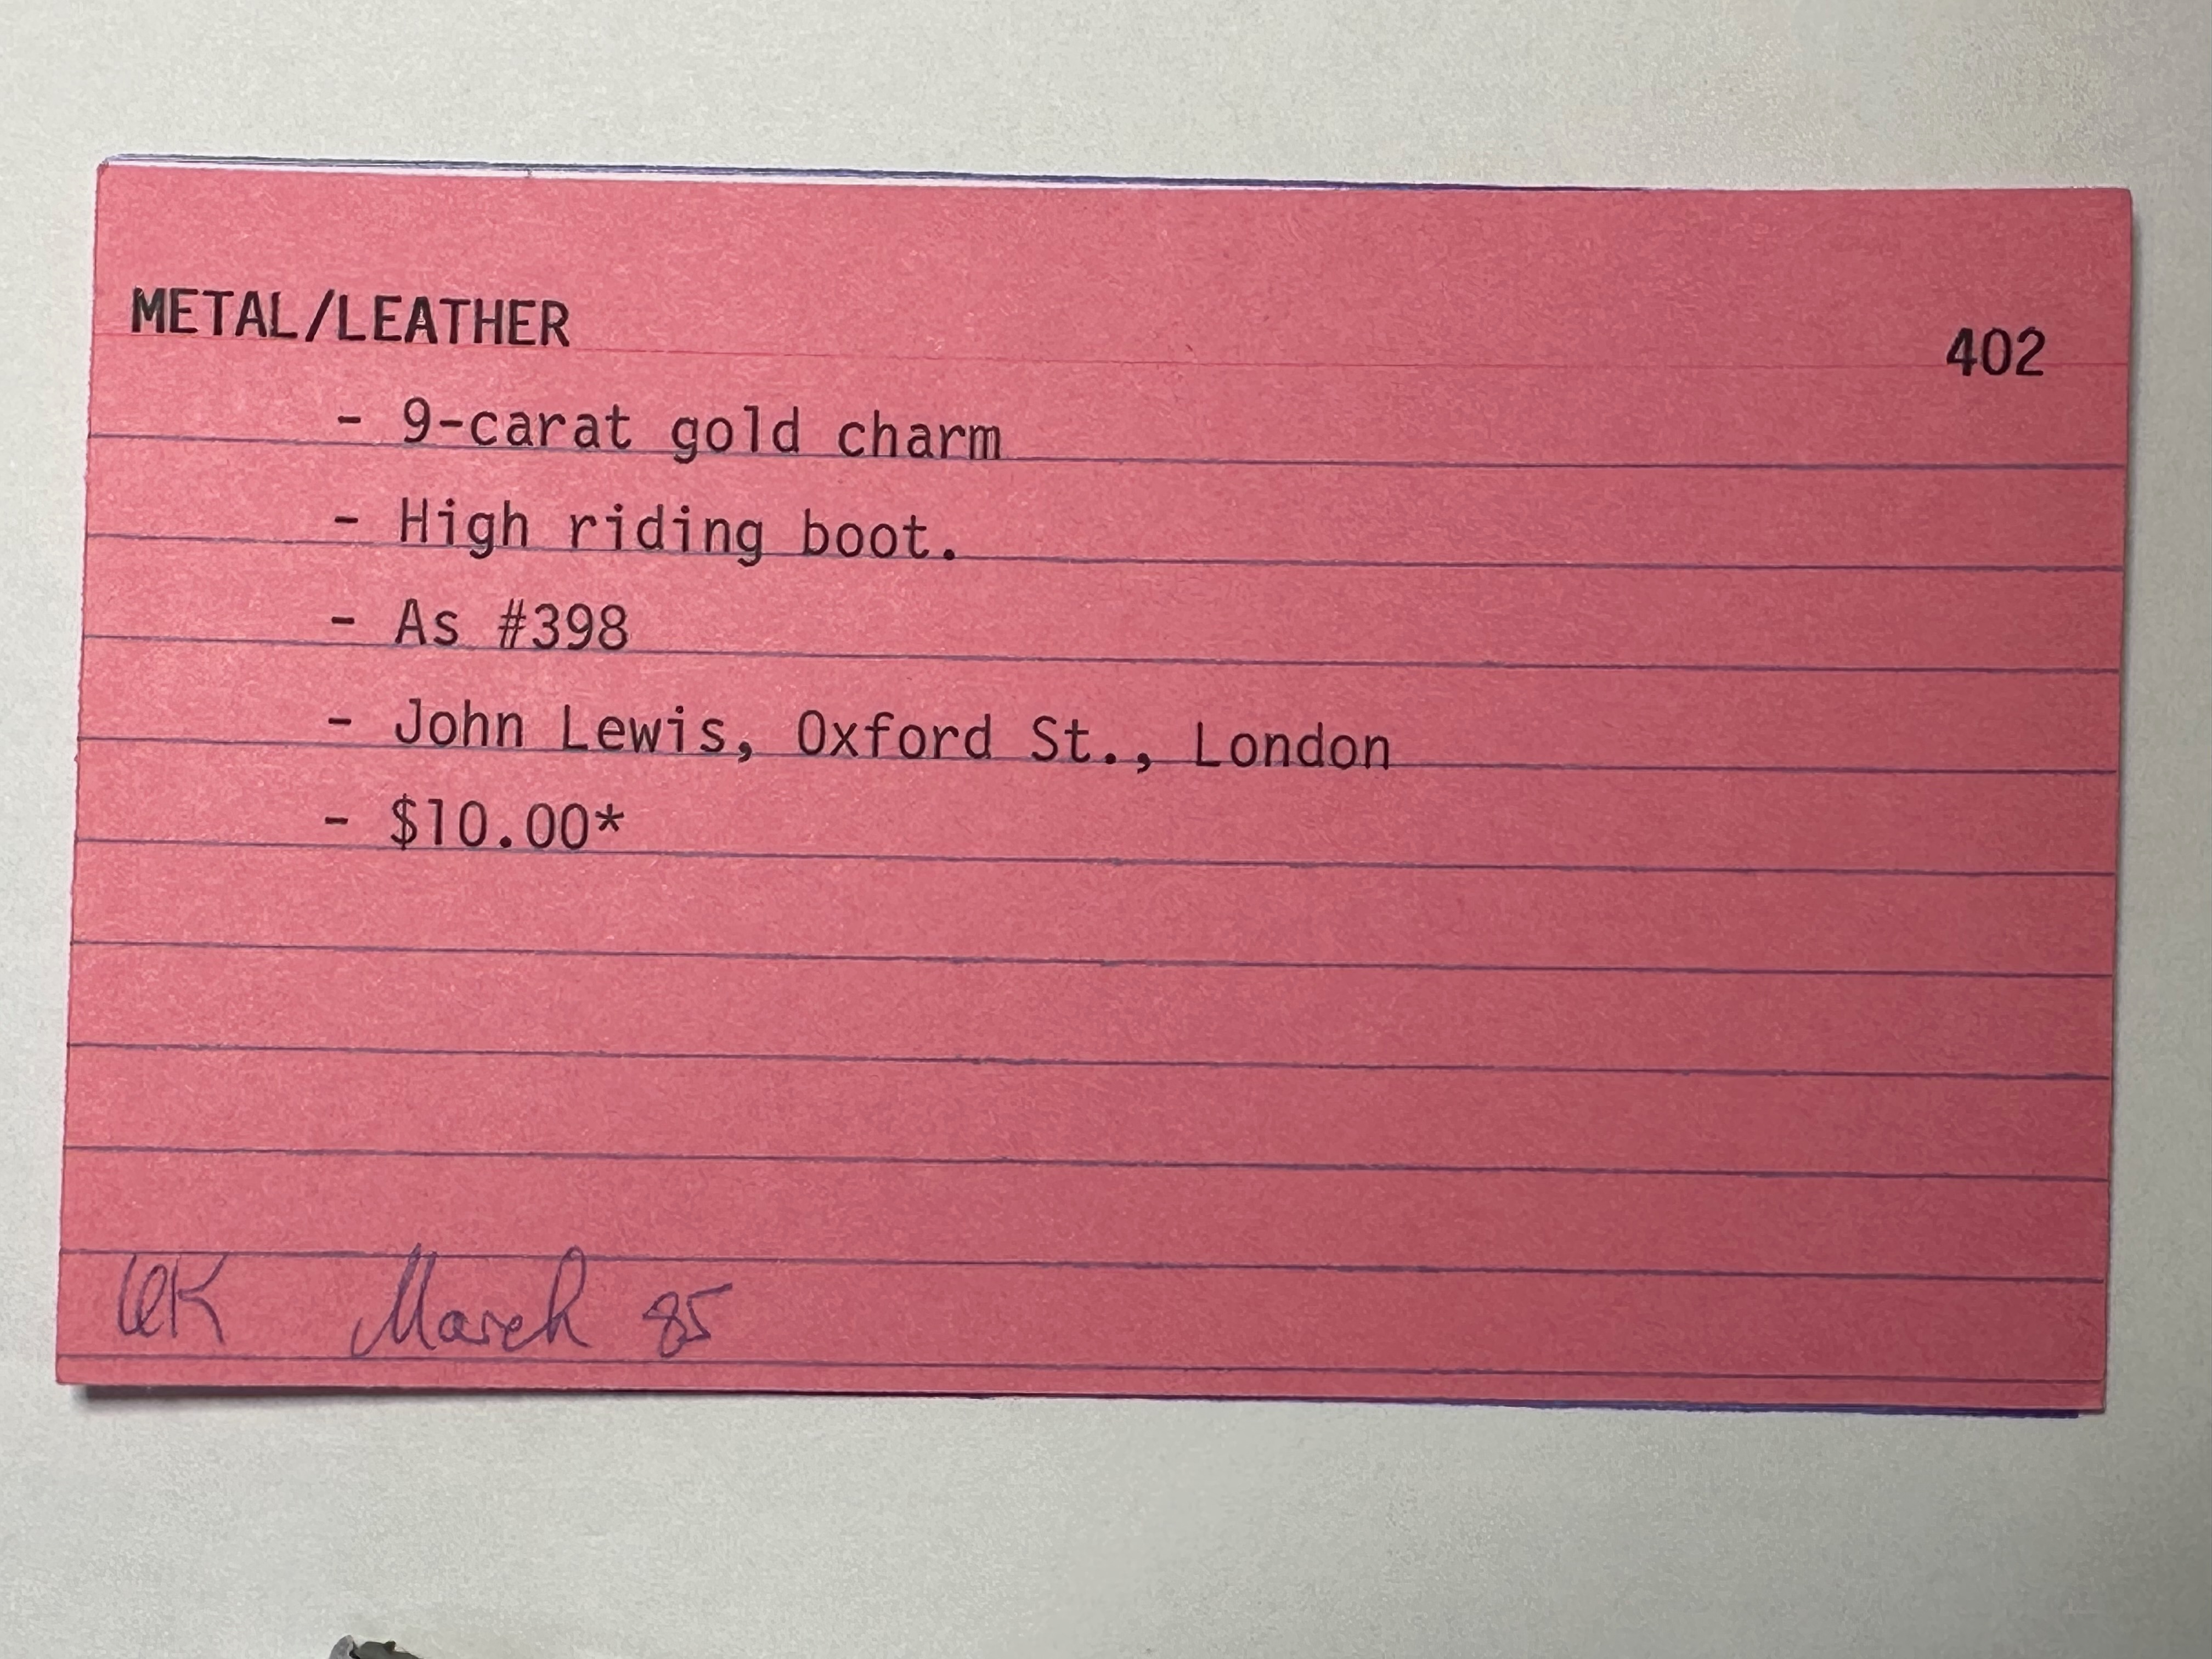 METAL/LEATHER 402
- 9-carat gold charm
- High riding boot.
- As #398
- John Lewis, Oxford St., London
- $10.00*
UK March 85